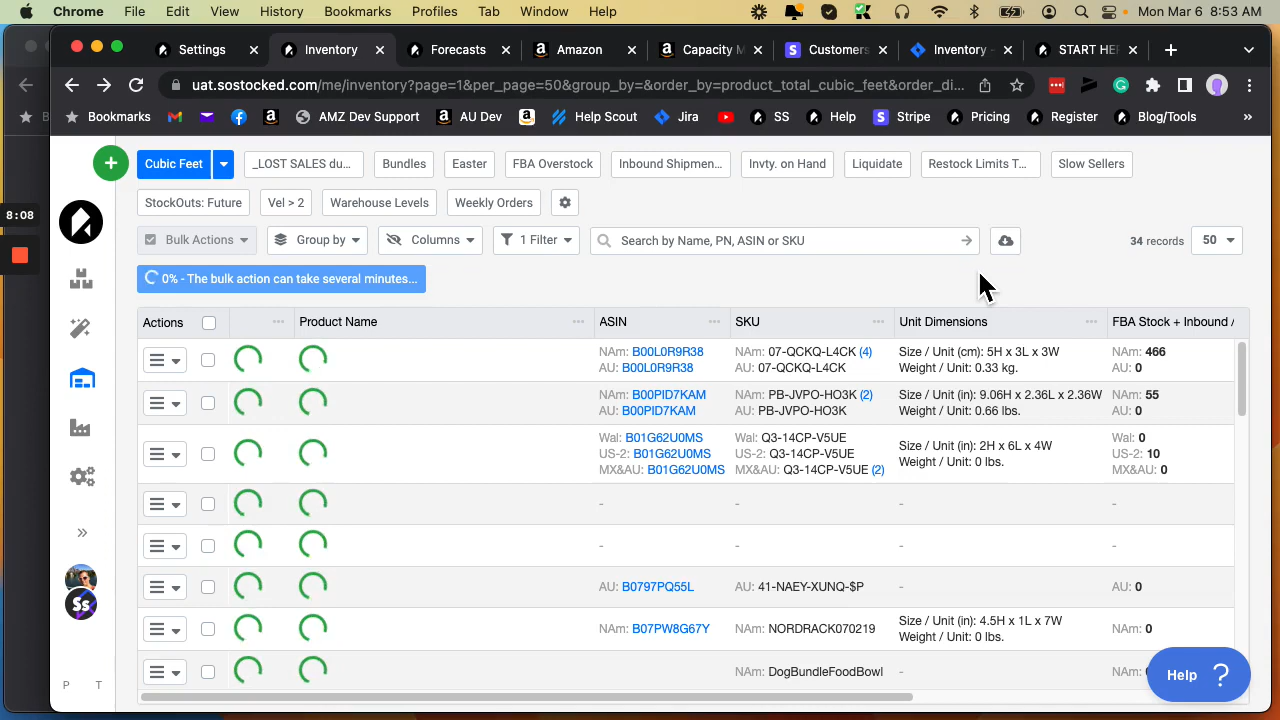 Chrome File Edit View History Bookmarks Profiles Tab Window Help Mon Mar 6 8:53 AM
Settings Inventory Forecasts Amazon Capacity M Customers Inventory - START HE
uat.sostocked.com/me/inventory?page=1&per_page=50&group_by=&order_by=product_total_cubic_feet&order_di...
Bookmarks AMZ Dev Support AU Dev Help Scout Jira SS Help Stripe Pricing Register Blog/Tools »
Cubic Feet _LOST SALES du... Bundles Easter FBA Overstock Inbound Shipmen... Invty. on Hand Liquidate Restock Limits T... Slow Sellers
StockOuts: Future Vel > 2 Warehouse Levels Weekly Orders
8:08
Bulk Actions Group by Columns 1 Filter Search by Name, PN, ASIN or SKU 34 records 50
0% - The bulk action can take several minutes...
Actions Product Name ASIN SKU Unit Dimensions FBA Stock + Inbound /
NAm: B00L0R9R38 NAm: 07-QCKQ-L4CK (4) Size / Unit (cm): 5H x 3L x 3W NAm: 466
AU: B00L0R9R38 AU: 07-QCKQ-L4CK Weight / Unit: 0.33 kg. AU: 0
NAm: B00PID7KAM NAm: PB-JVPO-HO3K (2) Size / Unit (in): 9.06H x 2.36L x 2.36W NAm: 55
AU: B00PID7KAM AU: PB-JVPO-HO3K Weight / Unit: 0.66 lbs. AU: 0
Wal: B01G62U0MS Wal: Q3-14CP-V5UE Size / Unit (in): 2H x 6L x 4W Wal: 0
US-2: B01G62U0MS US-2: Q3-14CP-V5UE Weight / Unit: 0 lbs. US-2: 10
MX&AU: B01G62U0MS MX&AU: Q3-14CP-V5UE (2) MX&AU: 0
- - - -
- - - -
AU: B0797PQ55L AU: 41-NAEY-XUNQ-$P - AU: 0
NAm: B07PW8G67Y NAm: NORDRACK070219 Size / Unit (in): 4.5H x 1L x 7W NAm: 0
Weight / Unit: 0 lbs.
NAm: DogBundleFoodBowl - NAm:
Ss
P T
Help ?